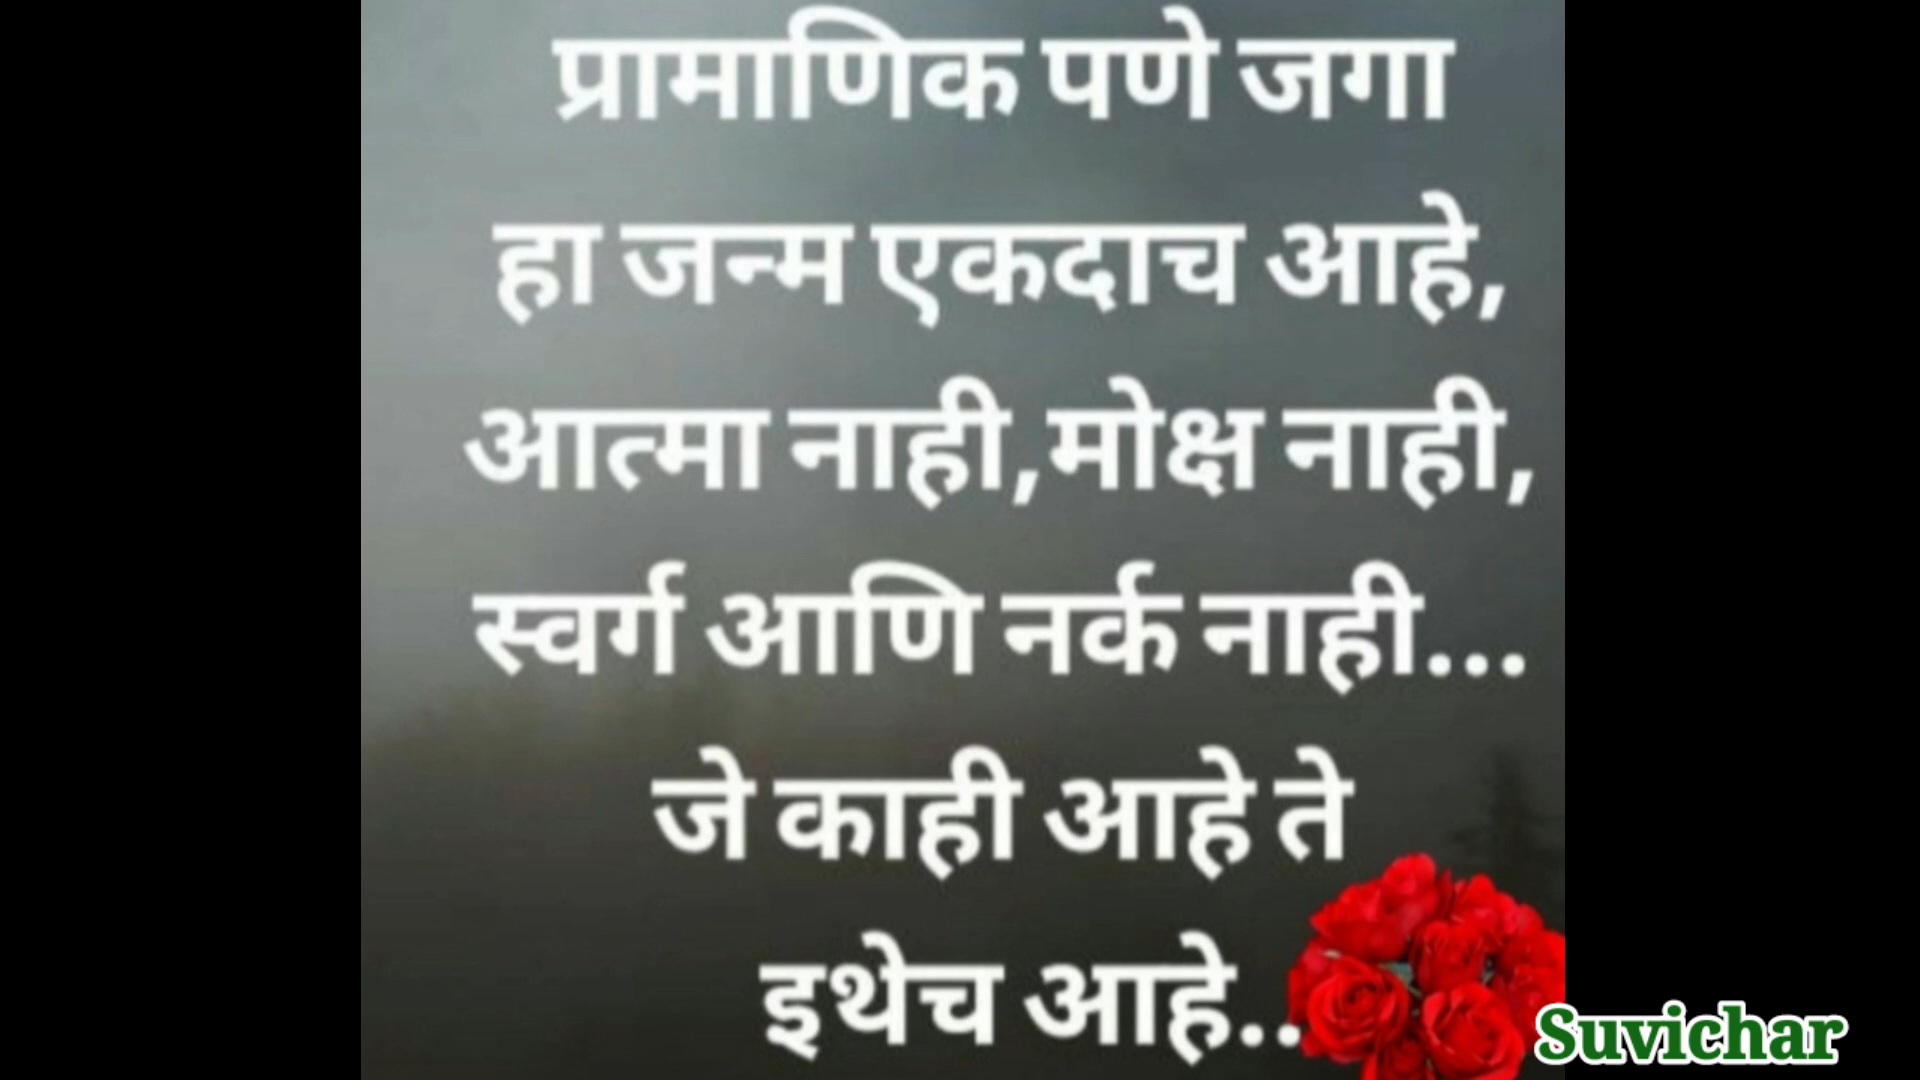 प्रामाणिक पणे जगा
हा जन्म एकदाच आहे,
आत्मा नाही,मोक्ष नाही,
स्वर्ग आणि नर्क नाही...
जे काही आहे ते
इथेच आहे..
Suvichar